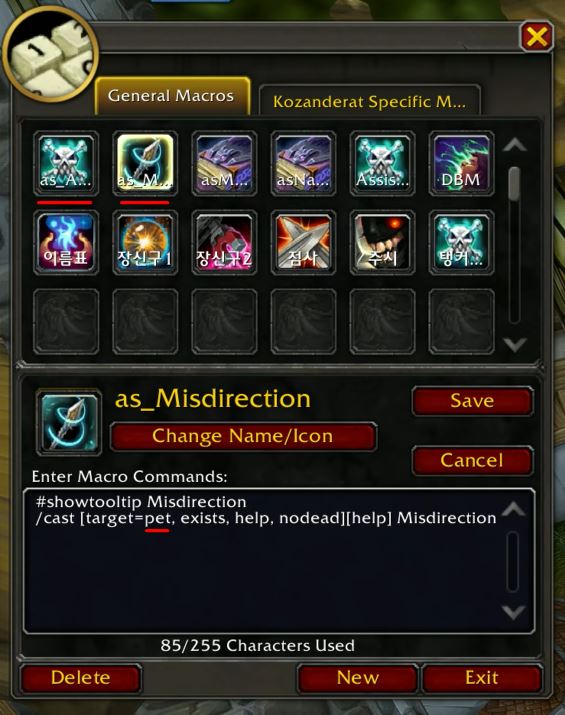 General Macros
Kozanderat Specific M...
as_A...
as_M...
asM...
asNa...
Assis...
DBM
이름표
장신구1
장신구2
점사
주시
탱커...
as_Misdirection
Save
Change Name/Icon
Cancel
Enter Macro Commands:
#showtooltip Misdirection
/cast [target=pet, exists, help, nodead][help] Misdirection
85/255 Characters Used
Delete
New
Exit